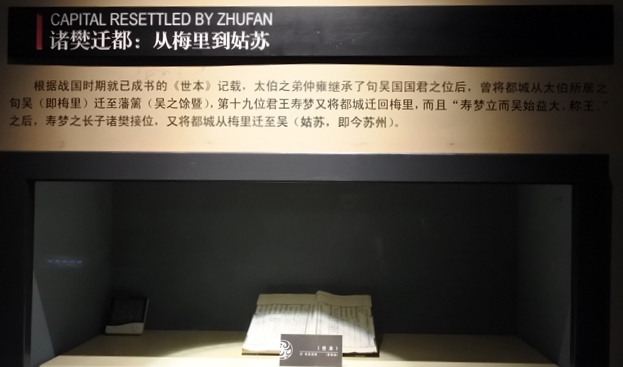 CAPITAL RESETTLED BY ZHUFAN
诸樊迁都：从梅里到姑苏
根据战国时期就已成书的《世本》记载，太伯之弟仲雍继承了句吴国国君之位后，曾将都城从太伯所居之
句吴（即梅里）迁至藩篱（吴之馀暨），第十九位君王寿梦又将都城迁回梅里，而且“寿梦立而吴始益大，称王。”
之后，寿梦之长子诸樊接位，又将都城从梅里迁至吴（姑苏，即今苏州）。
《世本》